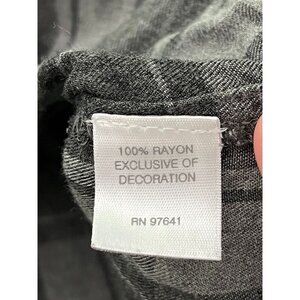 100% RAYON
EXCLUSIVE OF
DECORATION
RN 97641